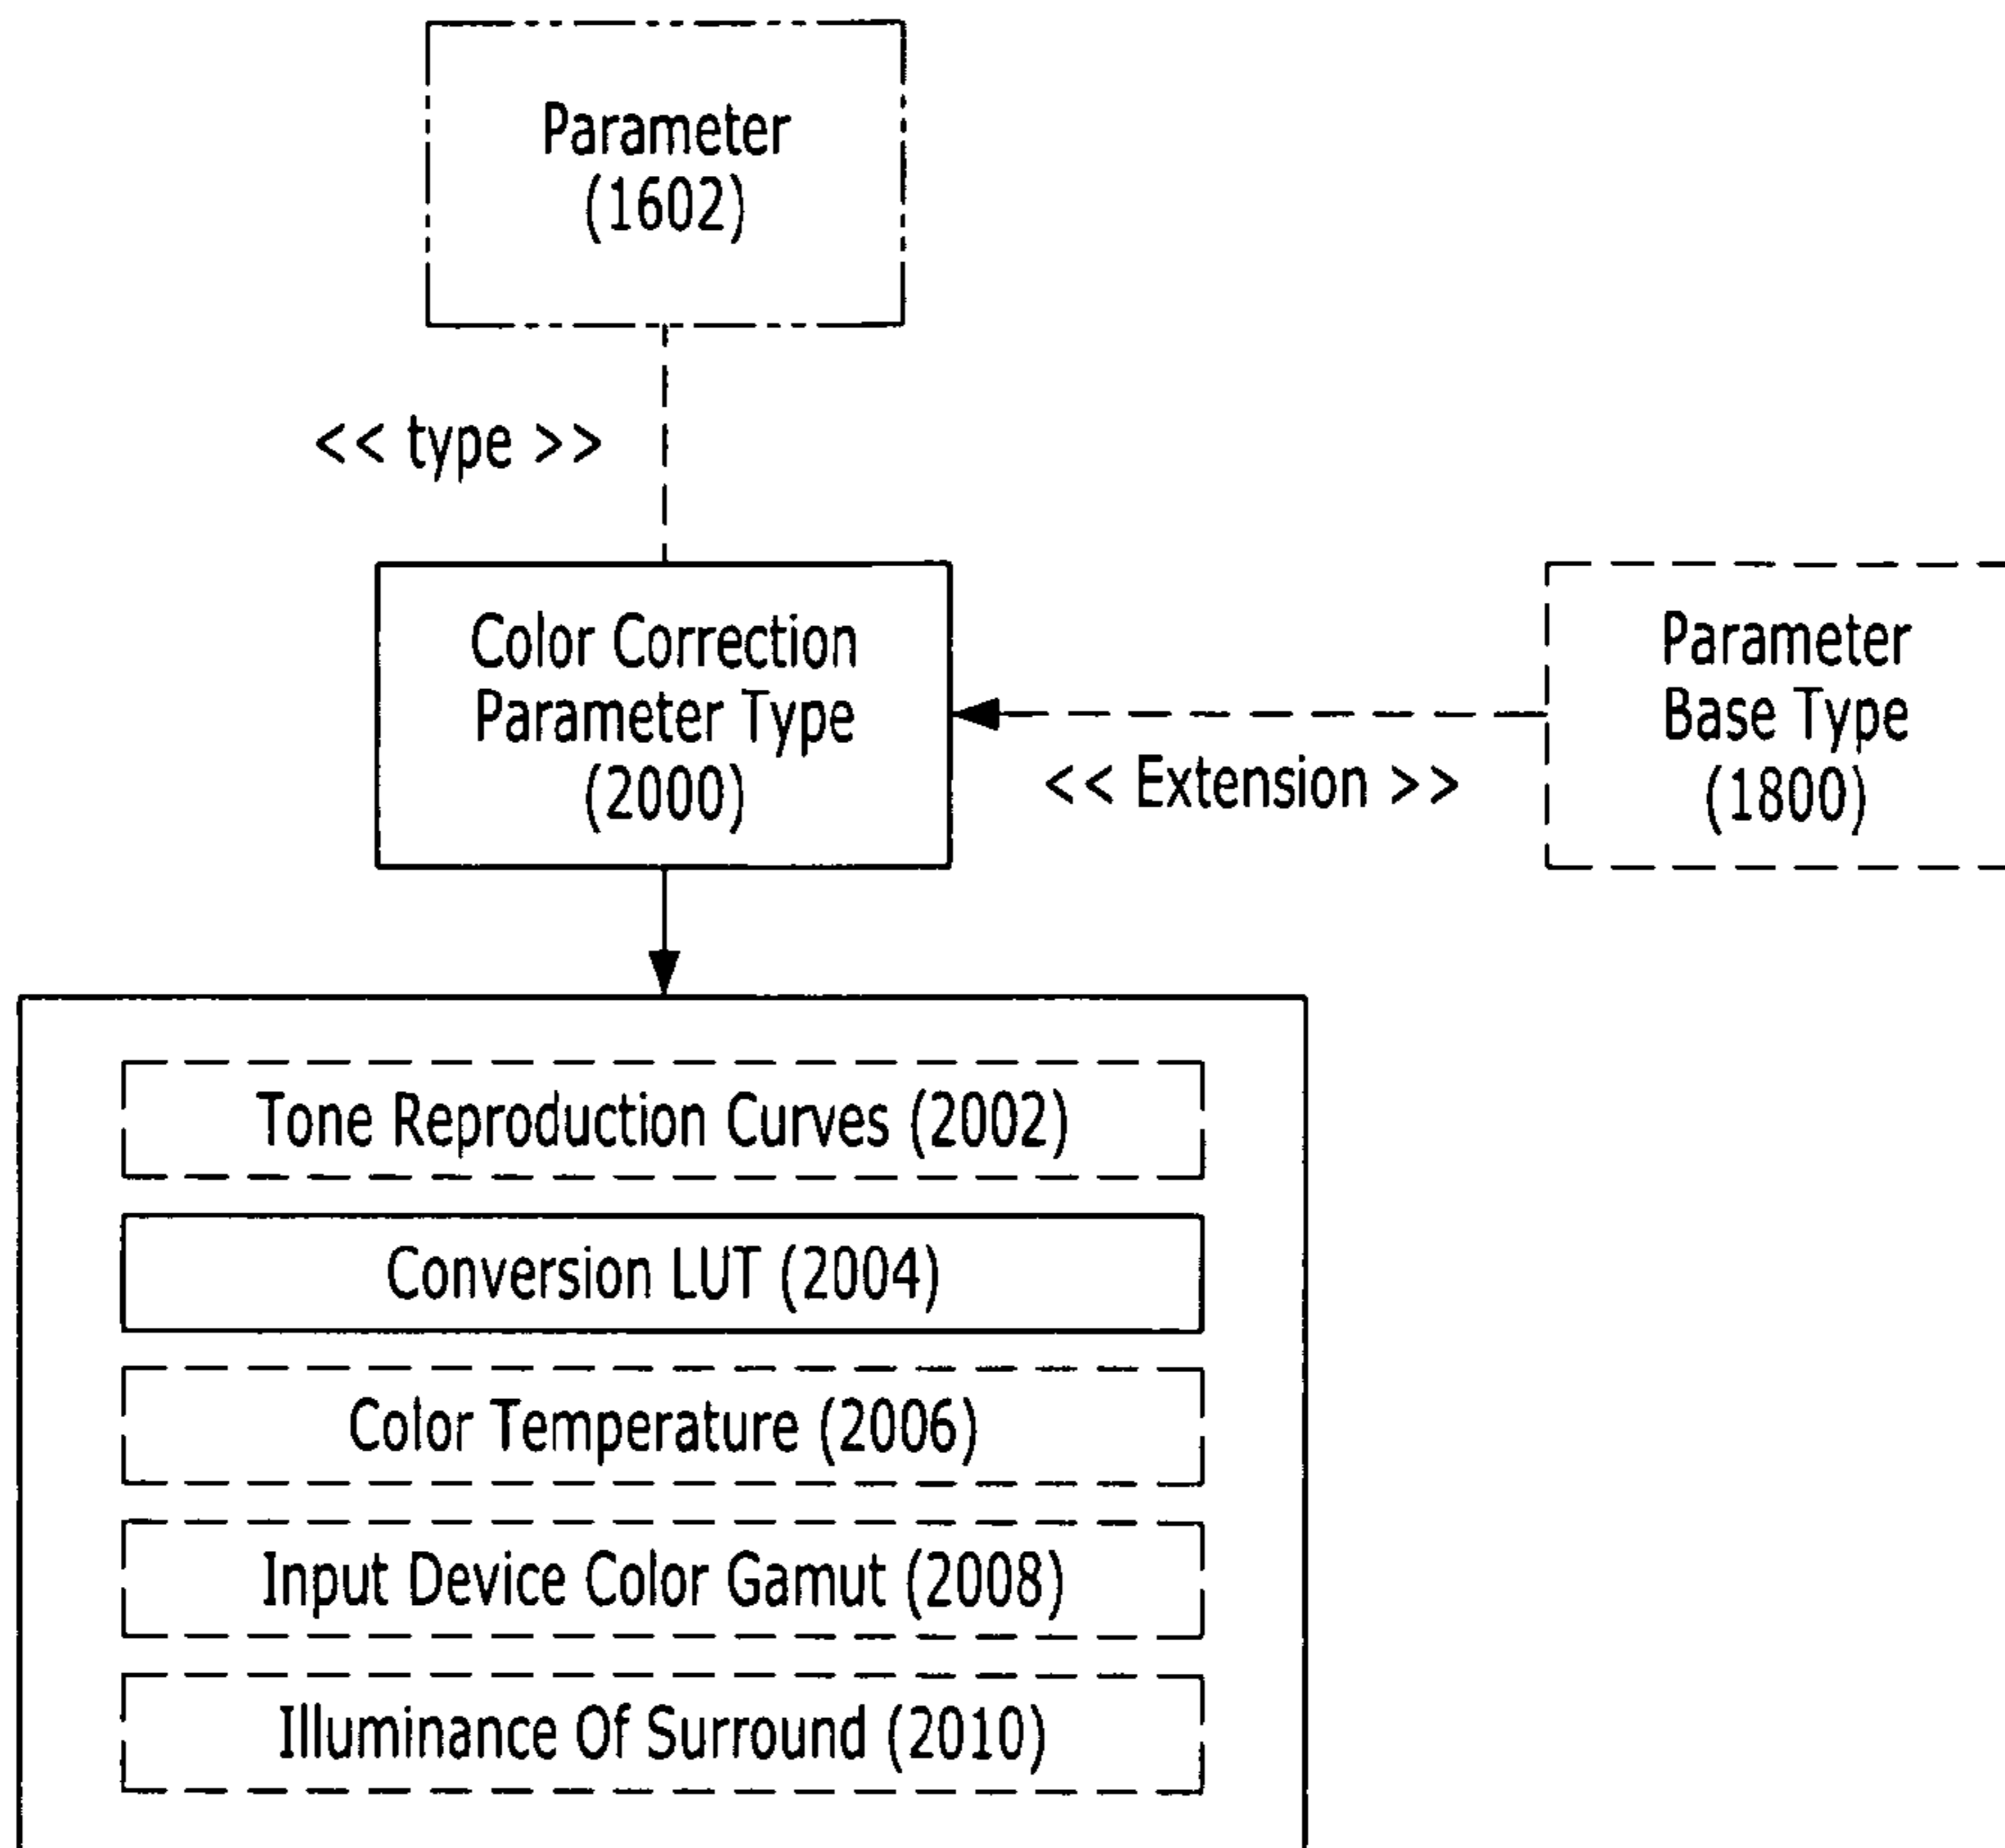 Parameter
(1602)
<< type >>
Color Correction
Parameter Type
(2000)
Parameter
Base Type
(1800)
<< Extension >>
Tone Reproduction Curves (2002)
Conversion LUT (2004)
Color Temperature (2006)
Input Device Color Gamut (2008)
Illuminance Of Surround (2010)